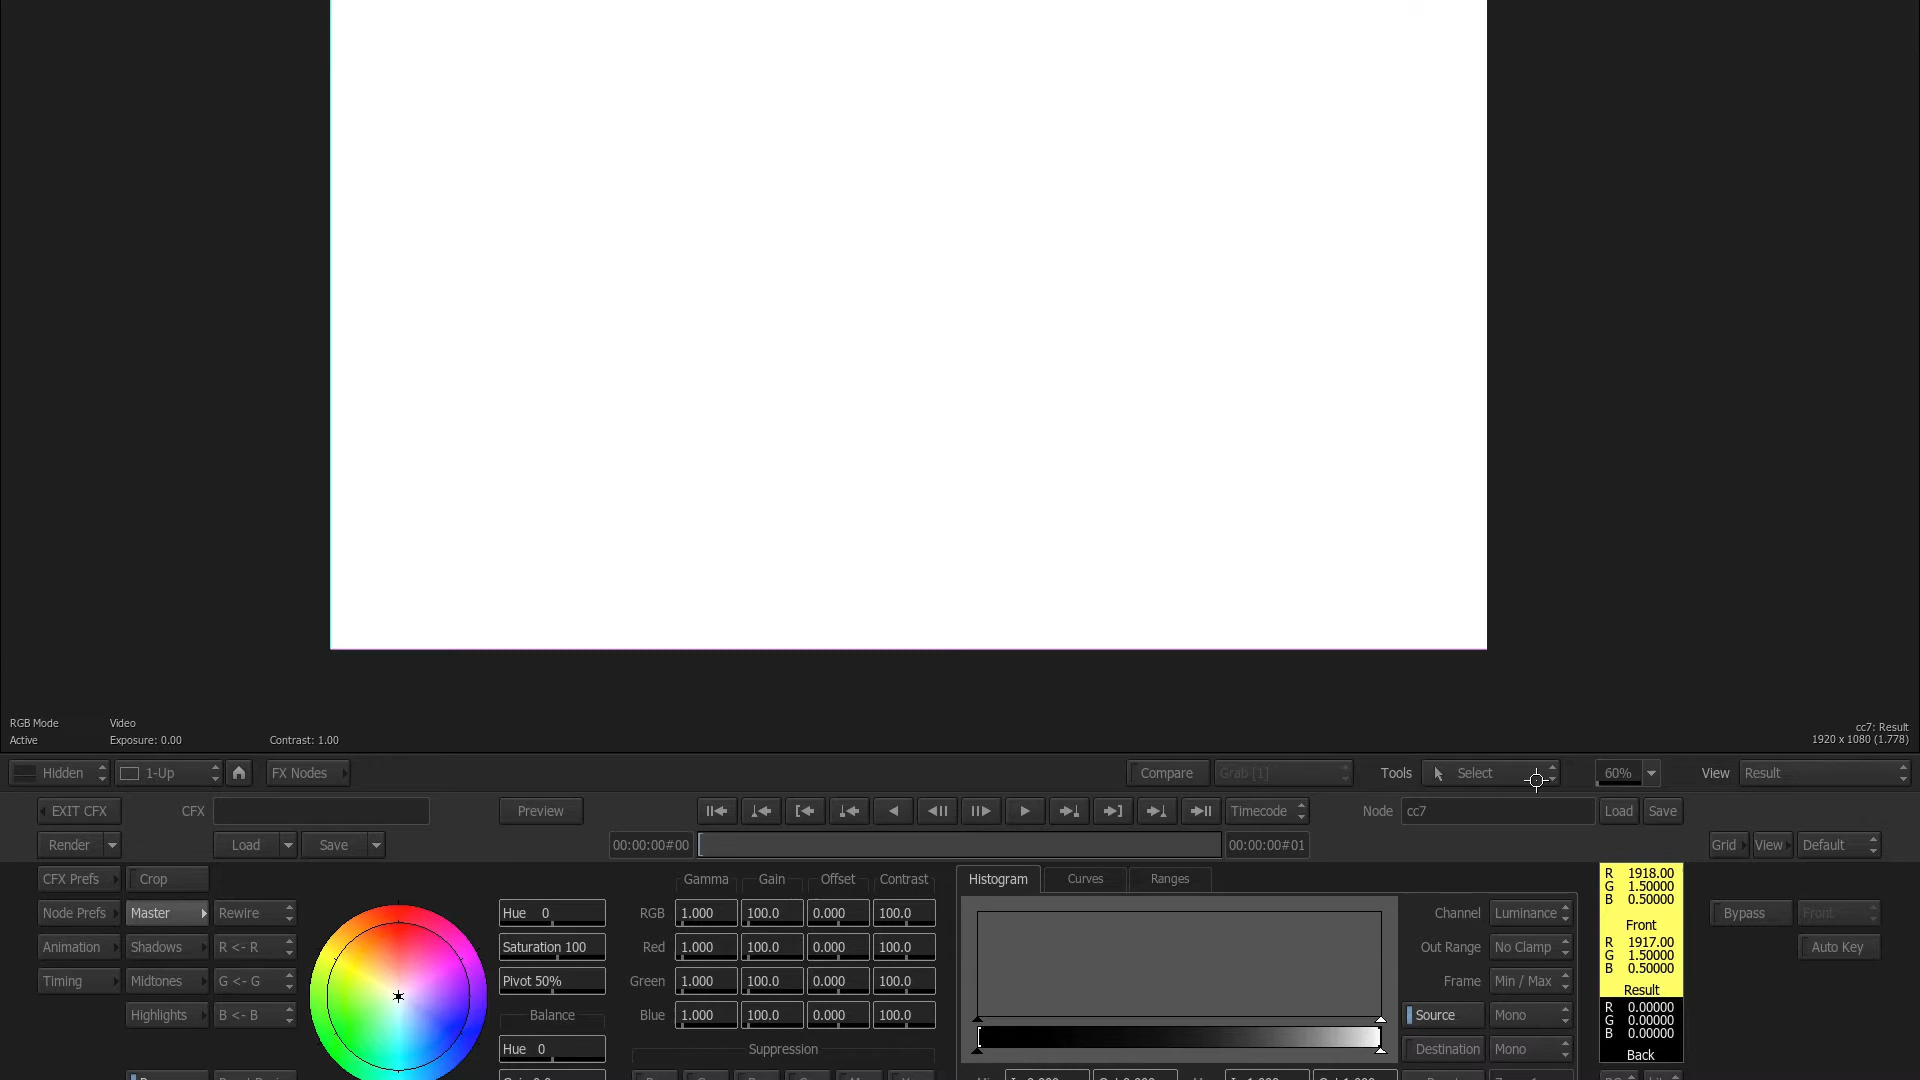 RGB Mode Video
Active Exposure: 0.00 Contrast: 1.00
cc7: Result
1920 x 1080 (1.778)
Hidden 1-Up FX Nodes Compare Grab [1] Tools Select 60% View Result
EXIT CFX CFX Preview Timecode Node cc7 Load Save
Render Load Save 00:00:00#00 00:00:00#01 Grid View Default
CFX Prefs Crop Gamma Gain Offset Contrast Histogram Curves Ranges
Node Prefs Master Rewire Hue 0 RGB 1.000 100.0 0.000 100.0 Channel Luminance Bypass Front
Animation Shadows R <- R Saturation 100 Red 1.000 100.0 0.000 100.0 Out Range No Clamp Auto Key
Timing Midtones G <- G Pivot 50% Green 1.000 100.0 0.000 100.0 Frame Min / Max
Highlights B <- B Balance Blue 1.000 100.0 0.000 100.0 Source Mono
Hue 0 Suppression Destination Mono
R 1918.00
G 1.50000
B 0.50000
Front
R 1917.00
G 1.50000
B 0.50000
Result
R 0.00000
G 0.00000
B 0.00000
Back